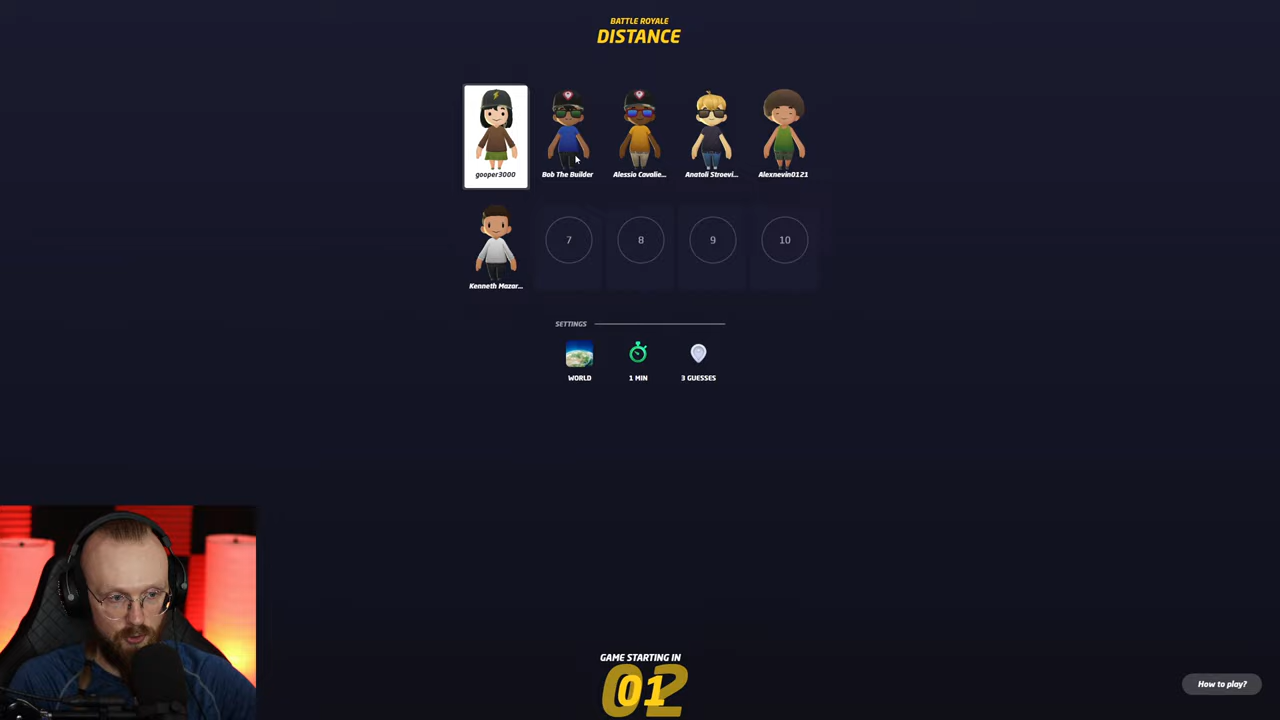 BATTLE ROYALE
DISTANCE
gooper3000
Bob The Builder
Alessio Cavalie...
Anatoli Stroevi...
Alexnevin0121
Kenneth Mazar...
7
8
9
10
SETTINGS
WORLD
1 MIN
3 GUESSES
GAME STARTING IN
How to play?